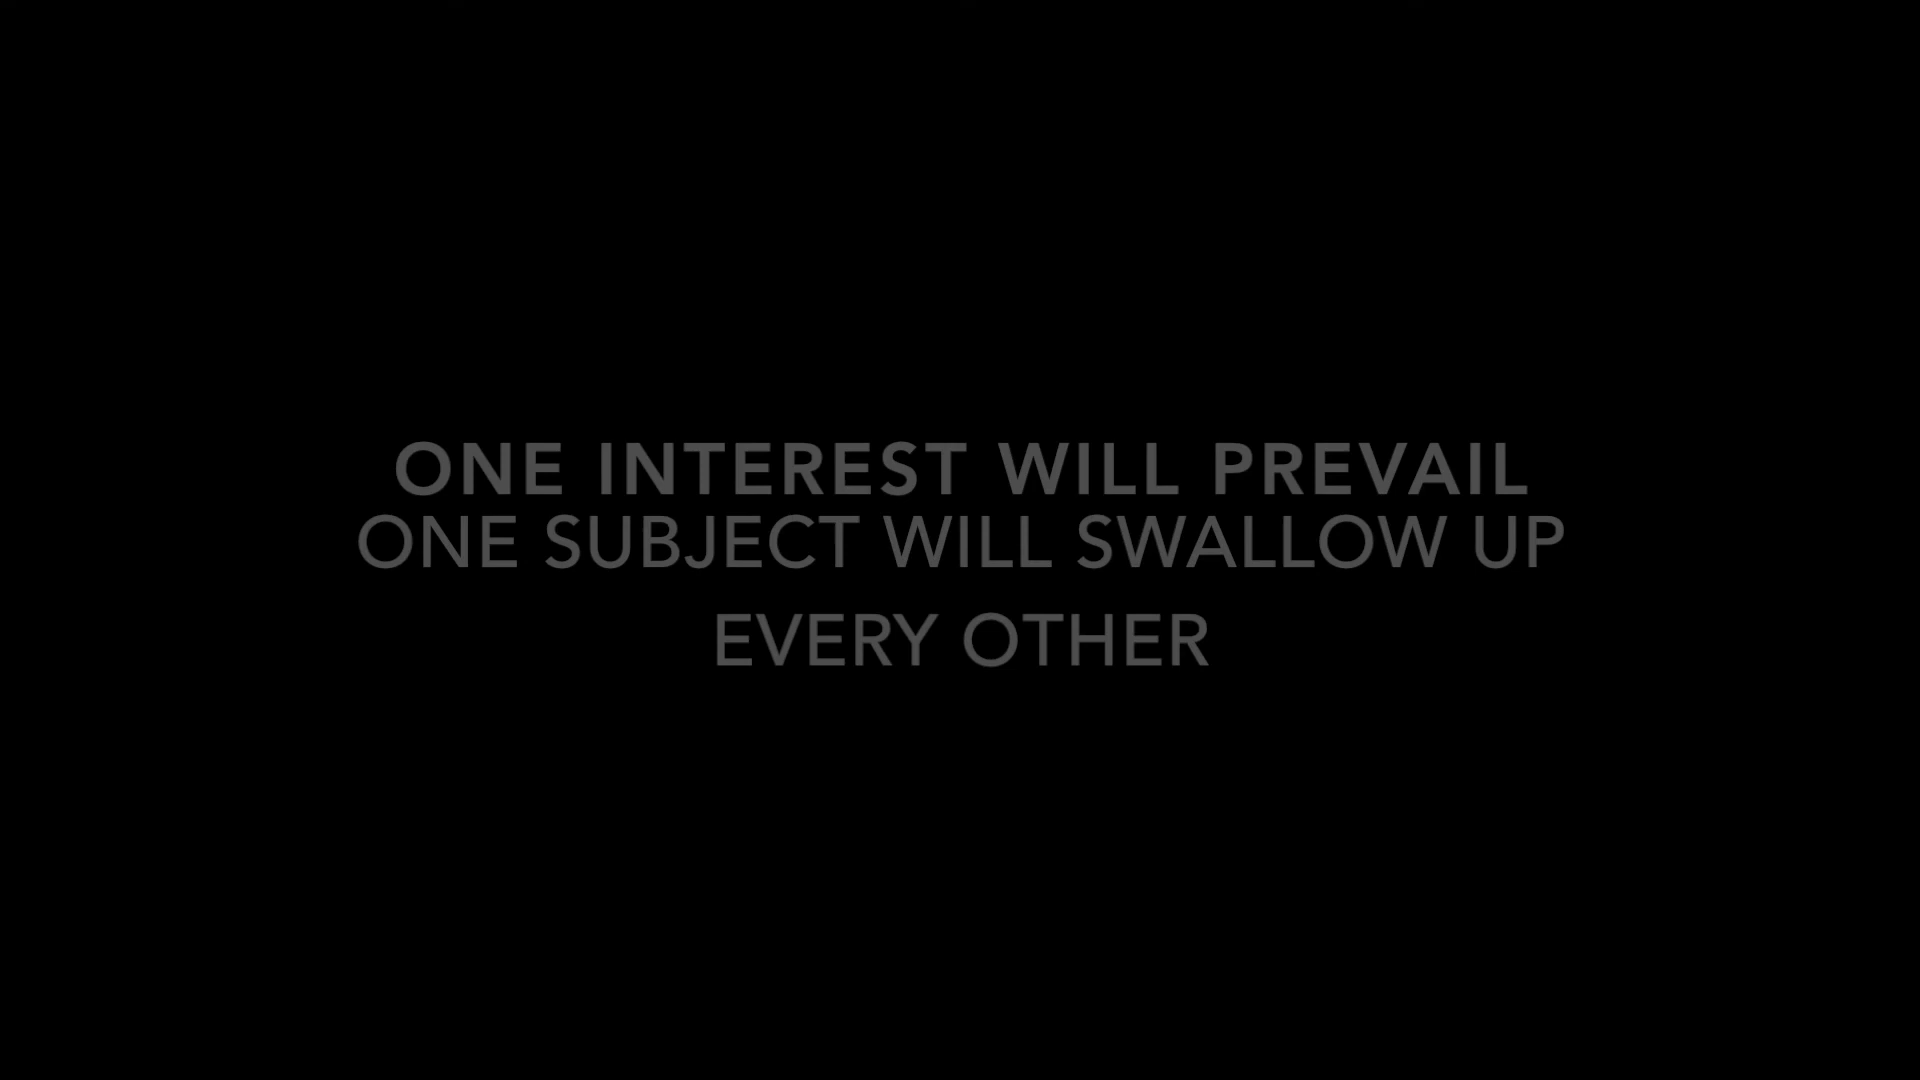 ONE INTEREST WILL PREVAIL
ONE SUBJECT WILL SWALLOW UP
EVERY OTHER